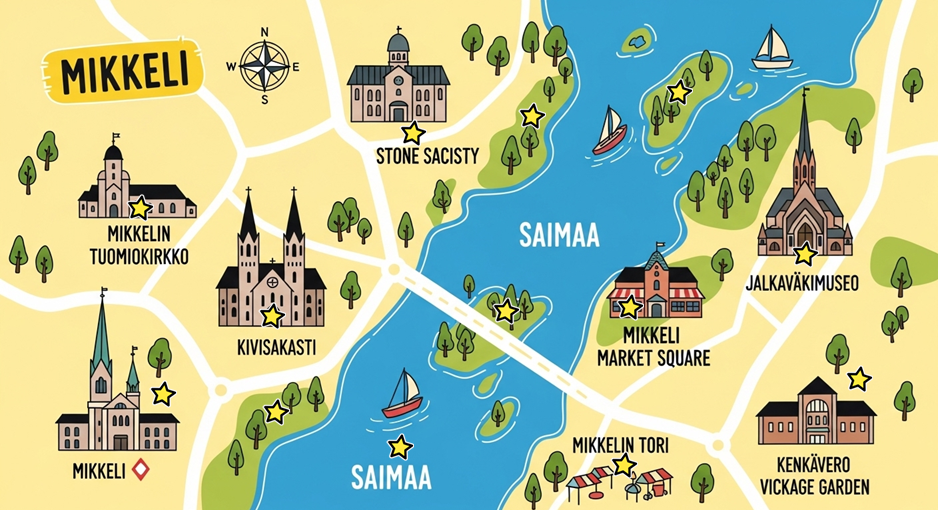 MIKKELI
N
W
E
S
STONE SACISTY
MIKKELIN
TUOMIOKIRKKO
SAIMAA
JALKAVÄKIMUSEO
KIVISAKASTI
MIKKELI
MARKET SQUARE
MIKKELI
SAIMAA
MIKKELIN TORI
KENKÄVERO
VICKAGE GARDEN